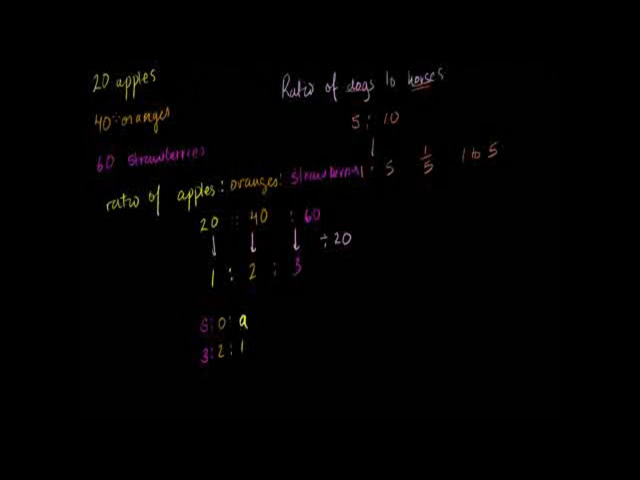 20 apples
Ratio of dogs to horses
40 oranges
5 : 10
60 strawberries
1 : 5 1/5 1 to 5
ratio of apples : oranges : strawberries
20 : 40 : 60
÷20
1 : 2 : 3
S : O : a
3 : 2 : 1